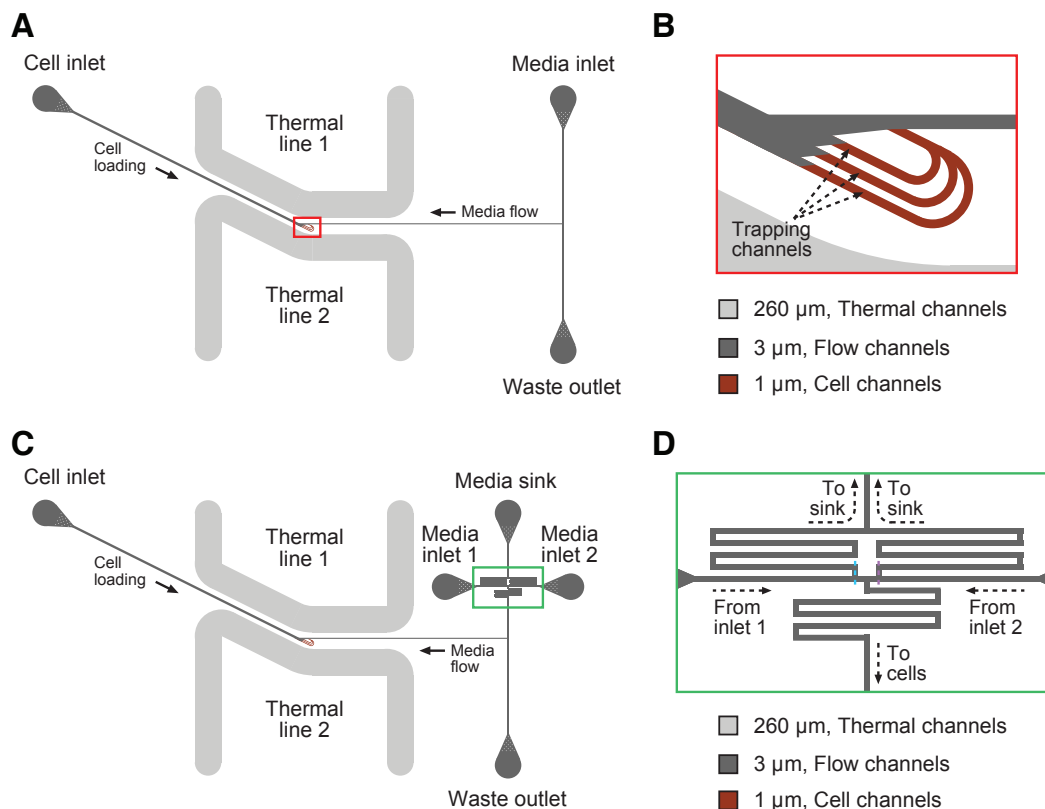 A
Cell inlet
Media inlet
Thermal
line 1
Cell
loading
Media flow
Thermal
line 2
Waste outlet
B
Trapping
channels
260 µm, Thermal channels
3 µm, Flow channels
1 µm, Cell channels
C
Cell inlet
Media sink
Thermal
line 1
Media
inlet 1
Media
inlet 2
Cell
loading
Media
flow
Thermal
line 2
Waste outlet
D
To
sink
To
sink
From
inlet 1
From
inlet 2
To
cells
260 µm, Thermal channels
3 µm, Flow channels
1 µm, Cell channels